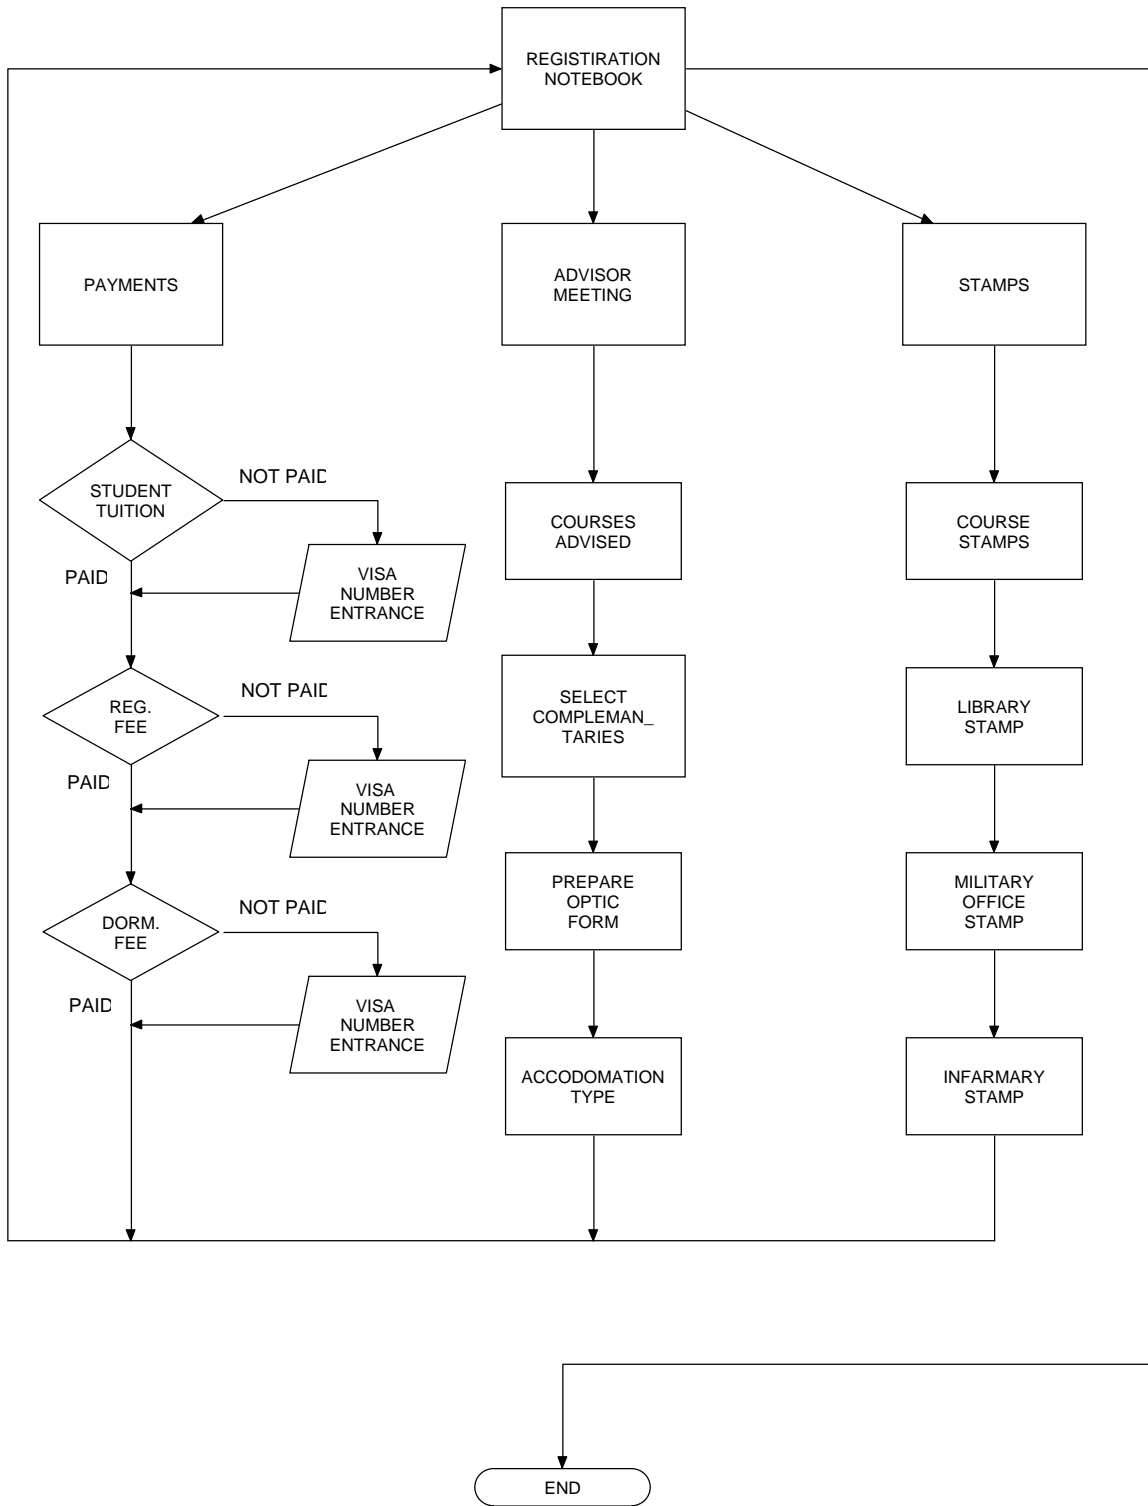 REGISTIRATION
NOTEBOOK
PAYMENTS
ADVISOR
MEETING
STAMPS
STUDENT
TUITION
NOT PAID
PAID
VISA
NUMBER
ENTRANCE
COURSES
ADVISED
COURSE
STAMPS
REG.
FEE
NOT PAID
PAID
VISA
NUMBER
ENTRANCE
SELECT
COMPLEMAN_
TARIES
LIBRARY
STAMP
DORM.
FEE
NOT PAID
PAID
VISA
NUMBER
ENTRANCE
PREPARE
OPTIC
FORM
MILITARY
OFFICE
STAMP
ACCODOMATION
TYPE
INFARMARY
STAMP
END